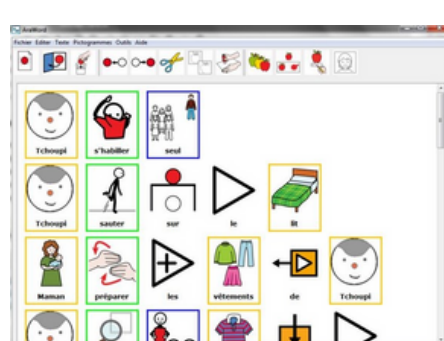 AraWord
Fichier Editer Texte Pictogrammes Outils Aide
Tchoupi s'habiller seul
Tchoupi sauter sur le lit
Maman préparer les vêtements de Tchoupi